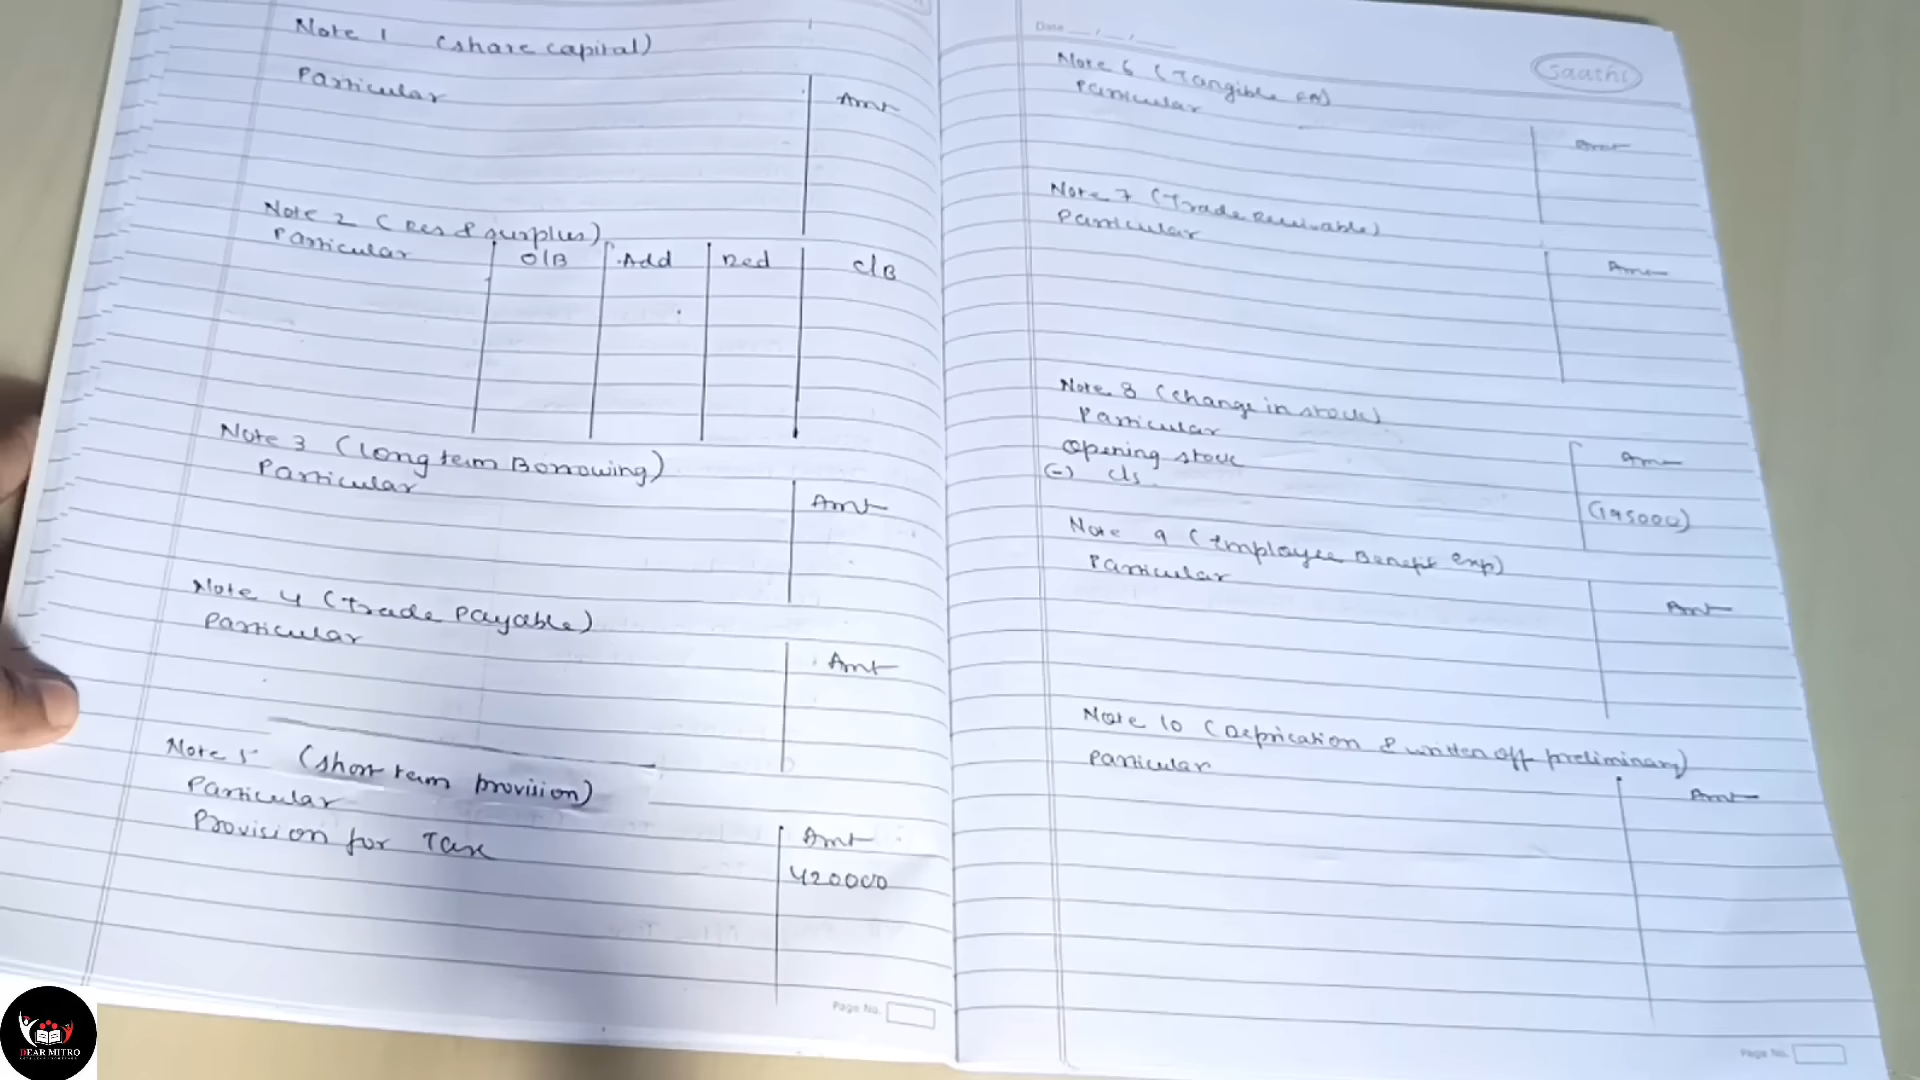 Note 1 (share capital)
Particular
Amt
Note 2 (Res & surplus)
Particular
O/B
Add
Ded
C/B
Note 3 (long term Borrowing)
Particular
Amt
Note 4 (Trade Payable)
Particular
Amt
Note 5 (short term provision)
Particular
Amt
Provision for Tax
420000
Page No.
DEAR MITRO
Date
Saathi
Note 6 (Tangible FA)
Particular
Amt
Note 7 (Trade Receivable)
Particular
Amt
Note 8 (change in stock)
Particular
Amt
Opening stock
(-) cls
(195000)
Note 9 (Employee Benefit Exp)
Particular
Amt
Note 10 (Deprication & written off preliminary)
Particular
Amt
Page No.